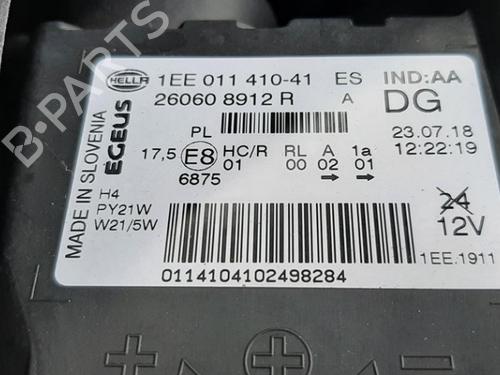 HELLA 1EE 011 410-41 ES IND:AA
26060 8912 R A DG
PL 23.07.18
17,5 E8 HC/R RL A 1a 12:22:19
01 00 02 01
6875 → →
MADE IN SLOVENIA
EGEUS
H4
PY21W
W21/5W
24
12V
1EE.1911
0114104102498284